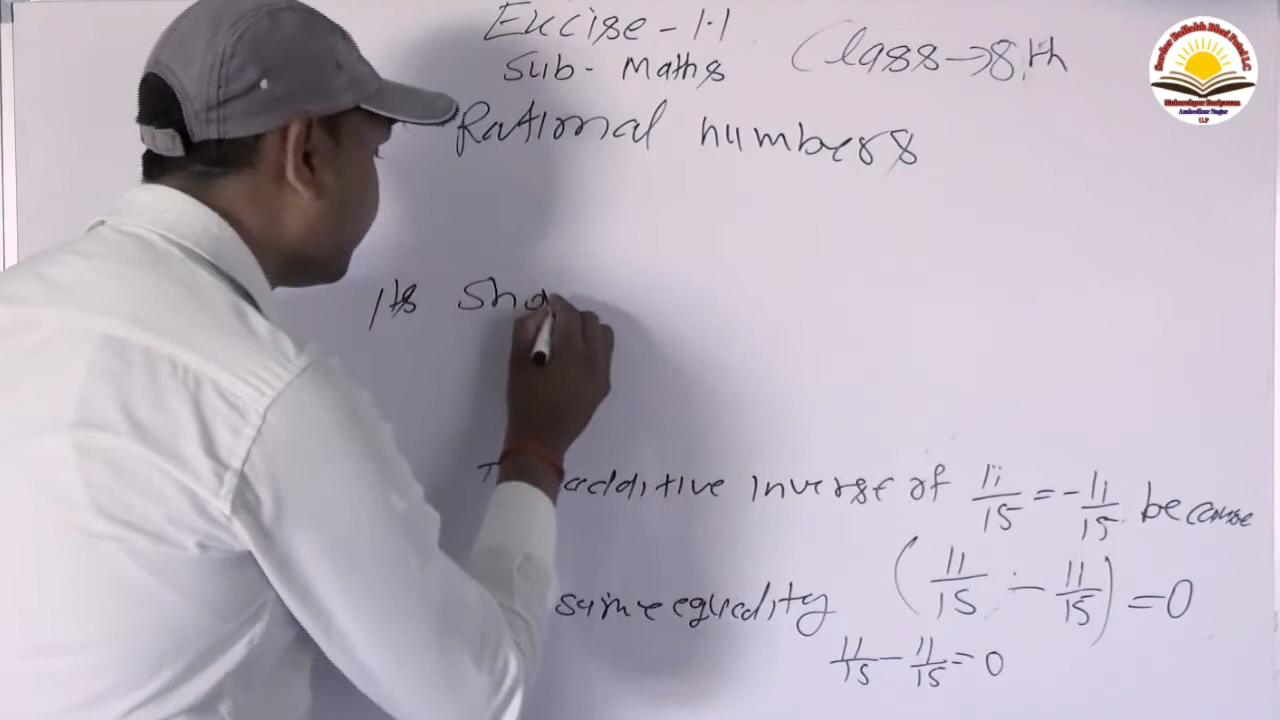 Excise - 1.1
Sub - Maths
Class → 8th
Rational numbers
Its Sho
additive inverse of 11/15 = -11/15 because
same equality (11/15 - 11/15) = 0
11/15 - 11/15 = 0
U.P